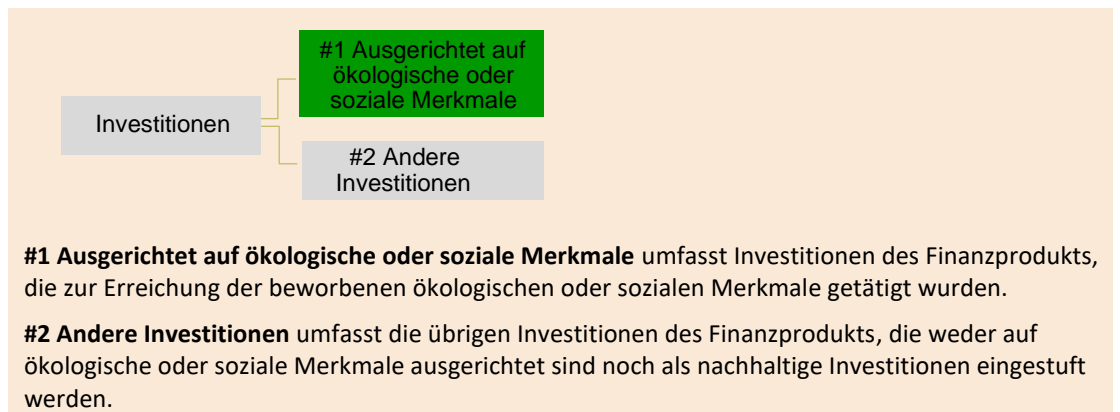 #1 Ausgerichtet auf
ökologische oder
soziale Merkmale
Investitionen
#2 Andere
Investitionen
#1 Ausgerichtet auf ökologische oder soziale Merkmale umfasst Investitionen des Finanzprodukts,
die zur Erreichung der beworbenen ökologischen oder sozialen Merkmale getätigt wurden.
#2 Andere Investitionen umfasst die übrigen Investitionen des Finanzprodukts, die weder auf
ökologische oder soziale Merkmale ausgerichtet sind noch als nachhaltige Investitionen eingestuft
werden.